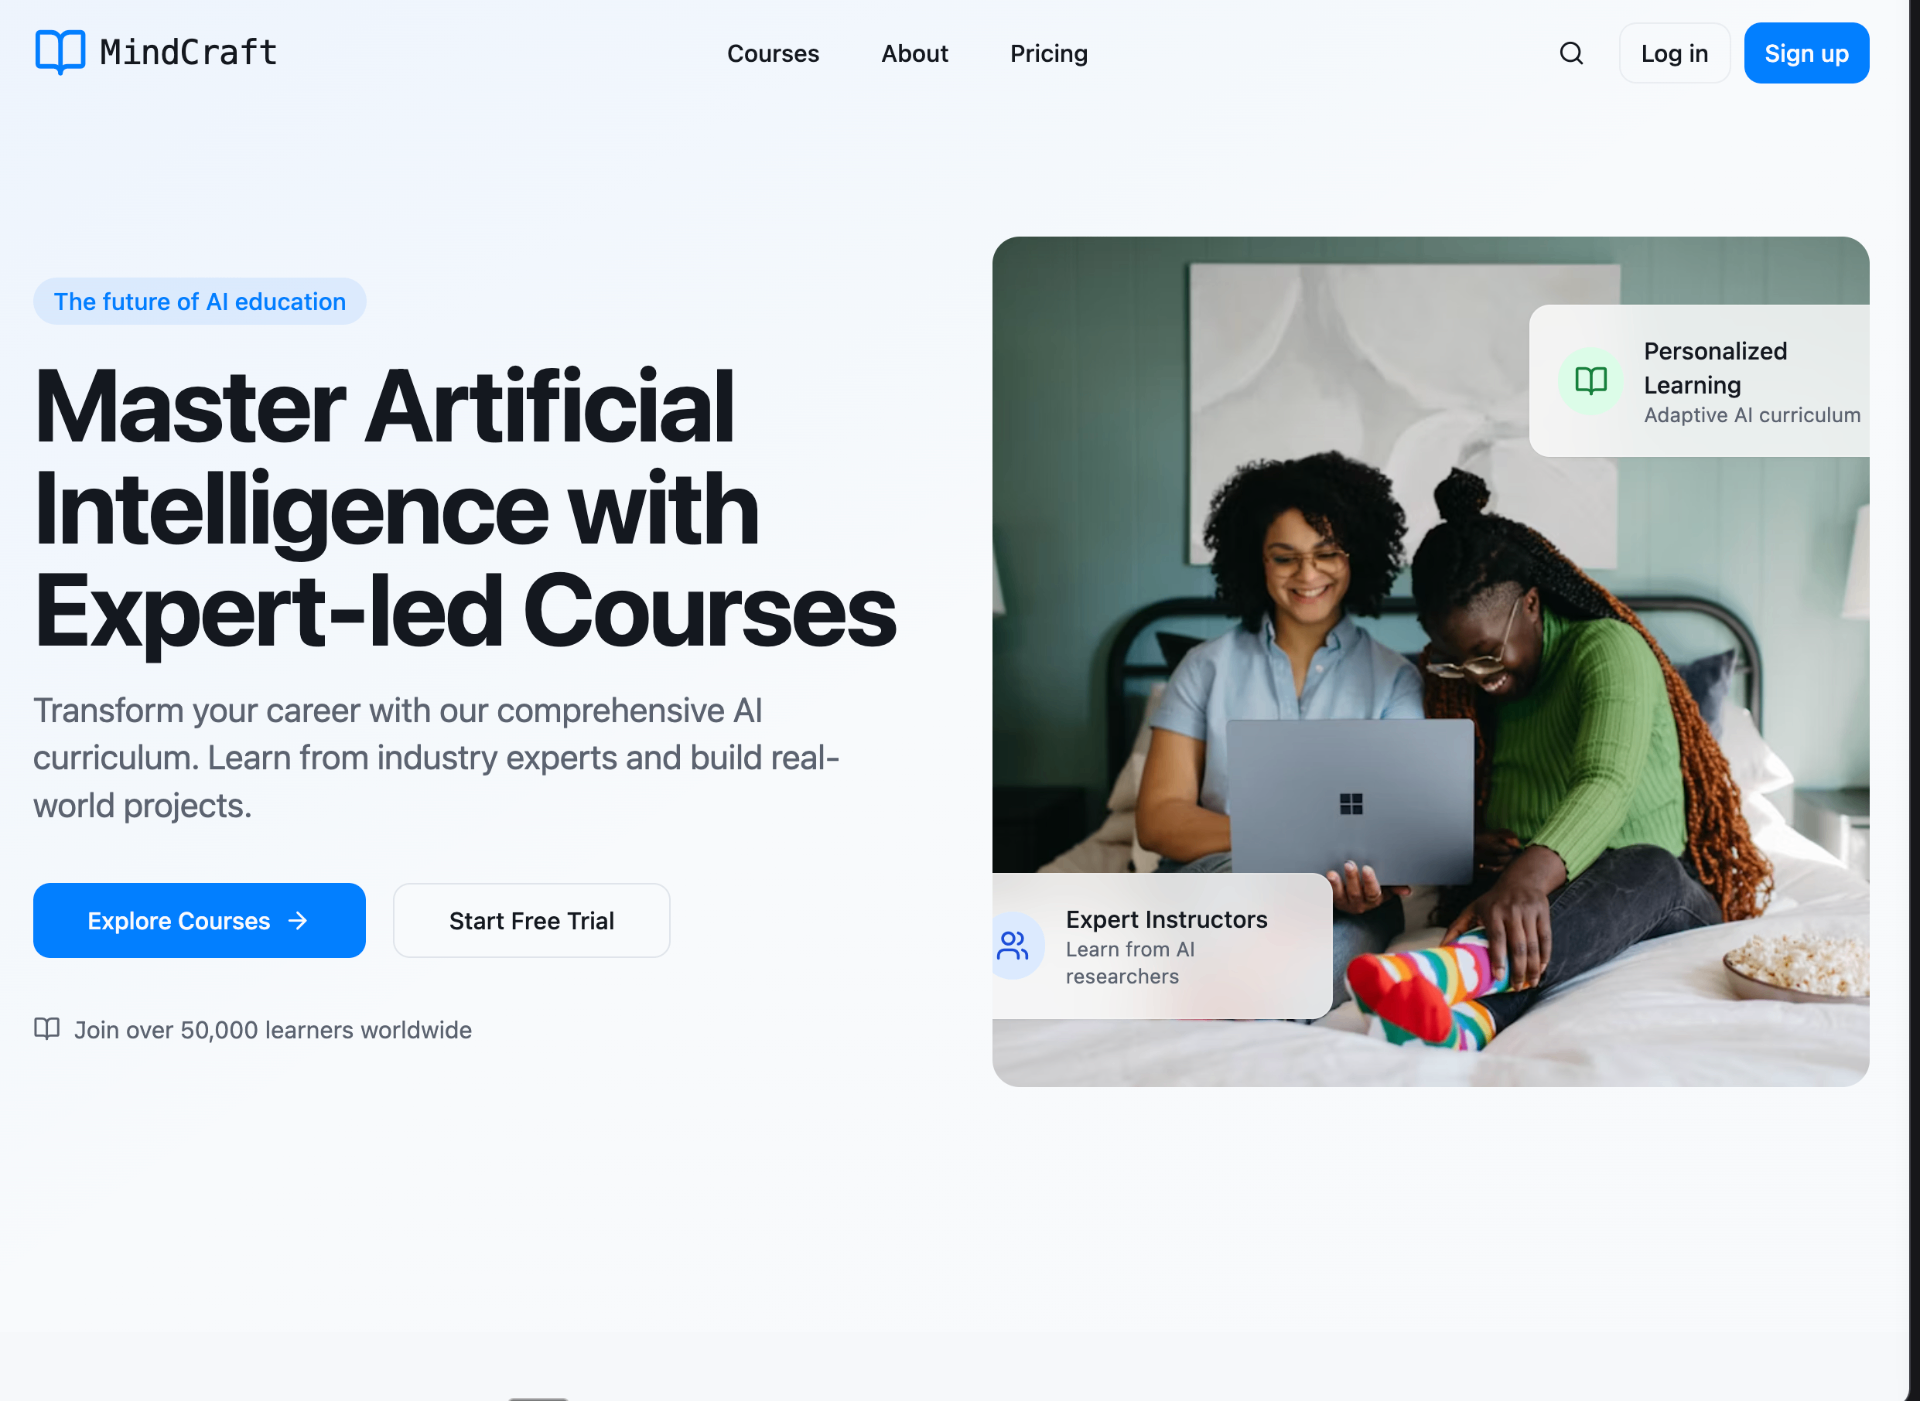 MindCraft
Courses
About
Pricing
Log in
Sign up
The future of AI education
Master Artificial
Intelligence with
Expert-led Courses
Transform your career with our comprehensive AI
curriculum. Learn from industry experts and build real-
world projects.
Explore Courses
Start Free Trial
Join over 50,000 learners worldwide
Personalized
Learning
Adaptive AI curriculum
Expert Instructors
Learn from AI
researchers